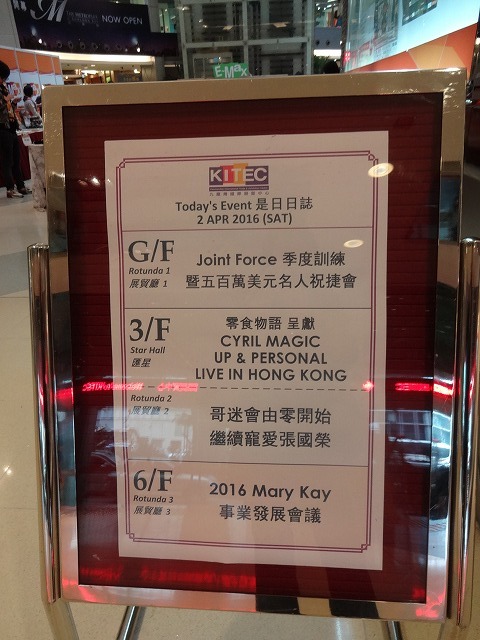 NOW OPEN
E-Max
KITEC
Today's Event 是日日誌
2 APR 2016 (SAT)
G/F
Rotunda 1
展貿廳 1
Joint Force 季度訓練
暨五百萬美元名人祝捷會
3/F
Star Hall
匯星
零食物語 呈獻
CYRIL MAGIC
UP & PERSONAL
LIVE IN HONG KONG
Rotunda 2
展貿廳 2
哥迷會由零開始
繼續寵愛張國榮
6/F
Rotunda 3
展貿廳 3
2016 Mary Kay
事業發展會議